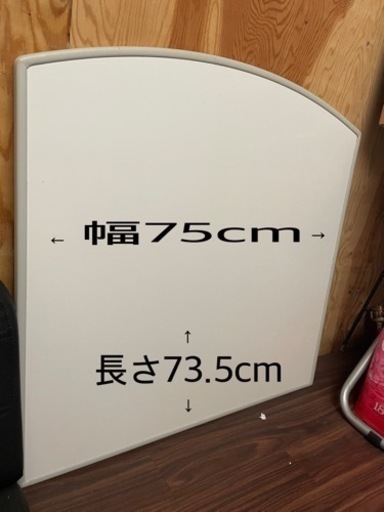 ← 幅75cm →
↑
長さ73.5cm
↓